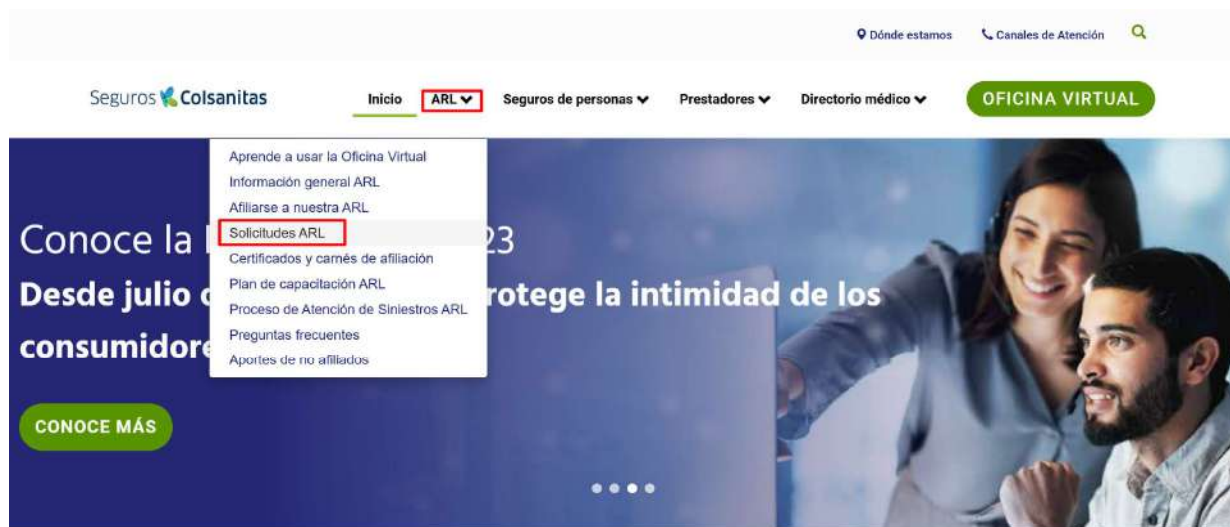 Dónde estamos Canales de Atención
Seguros Colsanitas Inicio ARL Seguros de personas Prestadores Directorio médico OFICINA VIRTUAL
Aprende a usar la Oficina Virtual
Información general ARL
Afiliarse a nuestra ARL
Solicitudes ARL
Certificados y carnés de afiliación
Plan de capacitación ARL
Proceso de Atención de Siniestros ARL
Preguntas frecuentes
Aportes de no afiliados
Conoce la 23
Desde julio rotege la intimidad de los
consumidore
CONOCE MÁS